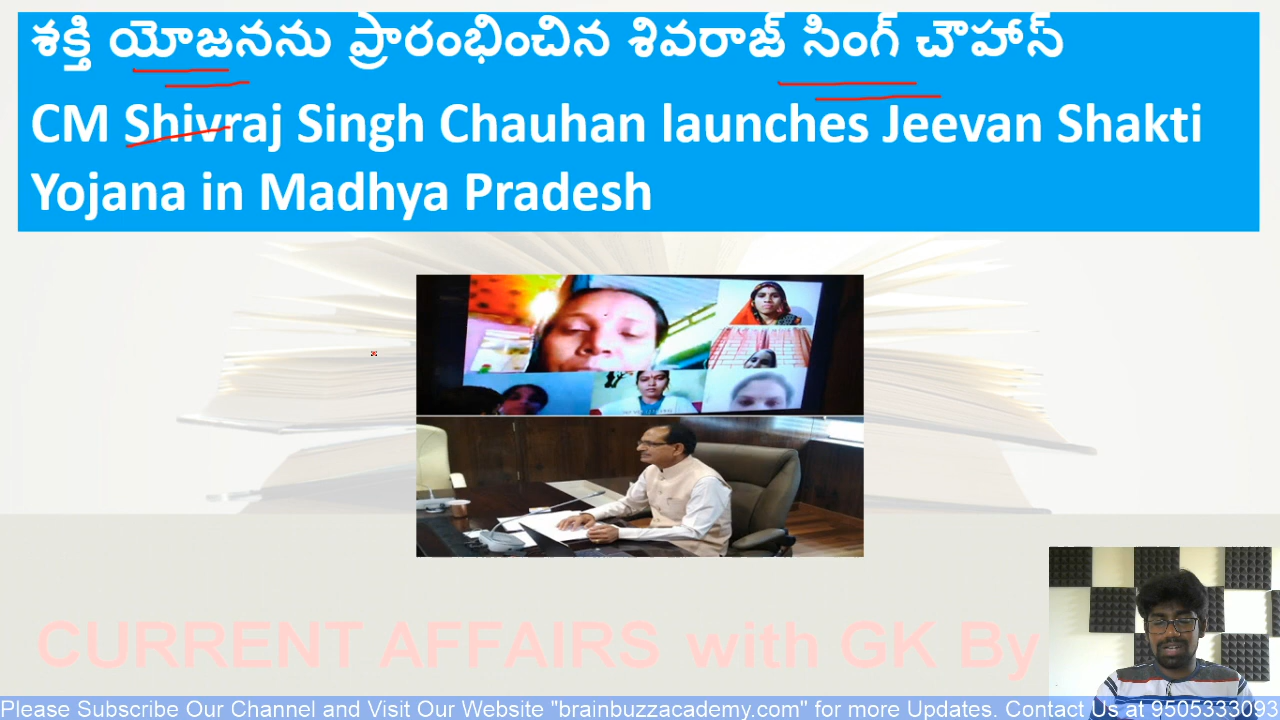 శక్తి యోజనను ప్రారంభించిన శివరాజ్ సింగ్ చౌహాన్
CM Shivraj Singh Chauhan launches Jeevan Shakti
Yojana in Madhya Pradesh
CURRENT AFFAIRS with GK By
Please Subscribe Our Channel and Visit Our Website "brainbuzzacademy.com" for more Updates. Contact Us at 9505333093